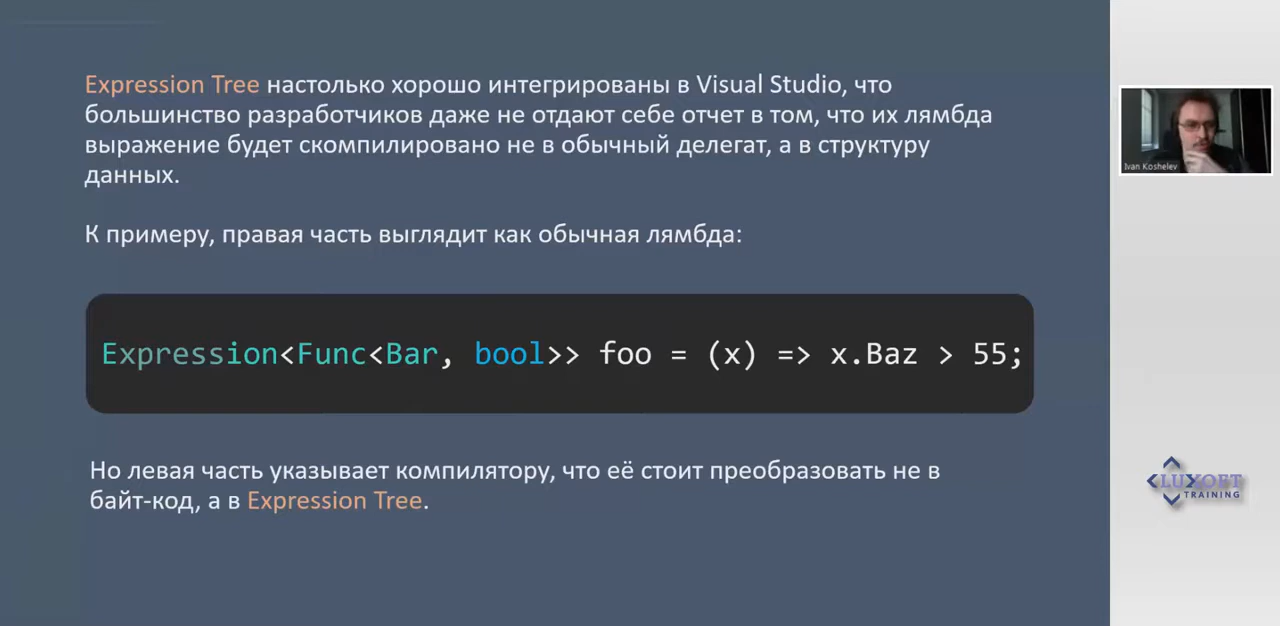 Expression Tree настолько хорошо интегрированы в Visual Studio, что
большинство разработчиков даже не отдают себе отчет в том, что их лямбда
выражение будет скомпилировано не в обычный делегат, а в структуру
данных.
К примеру, правая часть выглядит как обычная лямбда:
Expression<Func<Bar, bool>> foo = (x) => x.Baz > 55;
Но левая часть указывает компилятору, что её стоит преобразовать не в
байт-код, а в Expression Tree.
Ivan Koshelev
LUXOFT
TRAINING